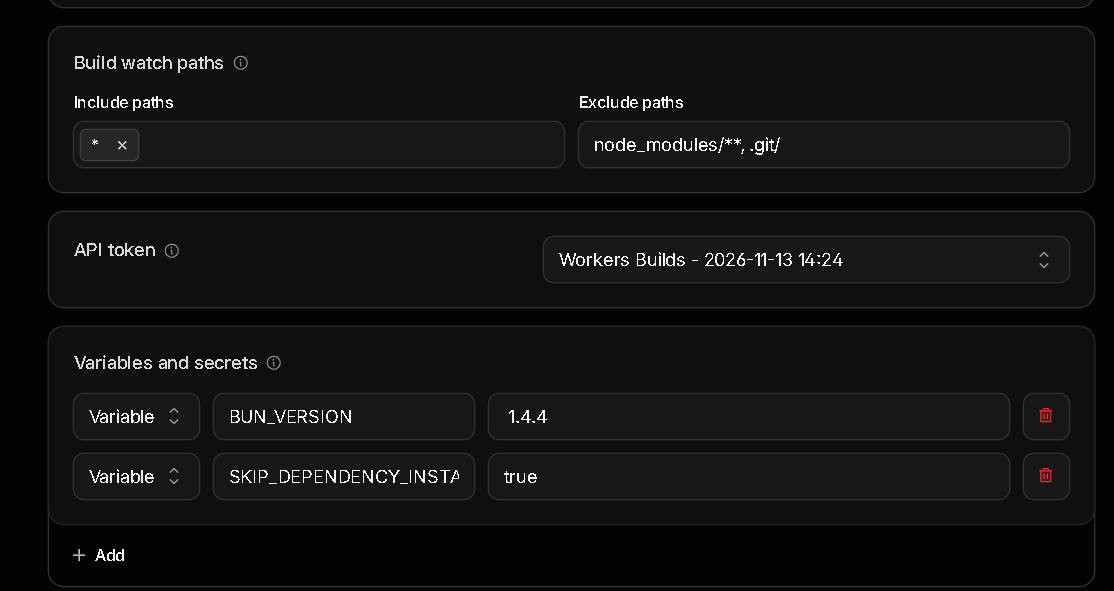 Build watch paths
Include paths
Exclude paths
*
node_modules/**, .git/
API token
Workers Builds - 2026-11-13 14:24
Variables and secrets
Variable BUN_VERSION 1.4.4
Variable SKIP_DEPENDENCY_INSTA true
+ Add